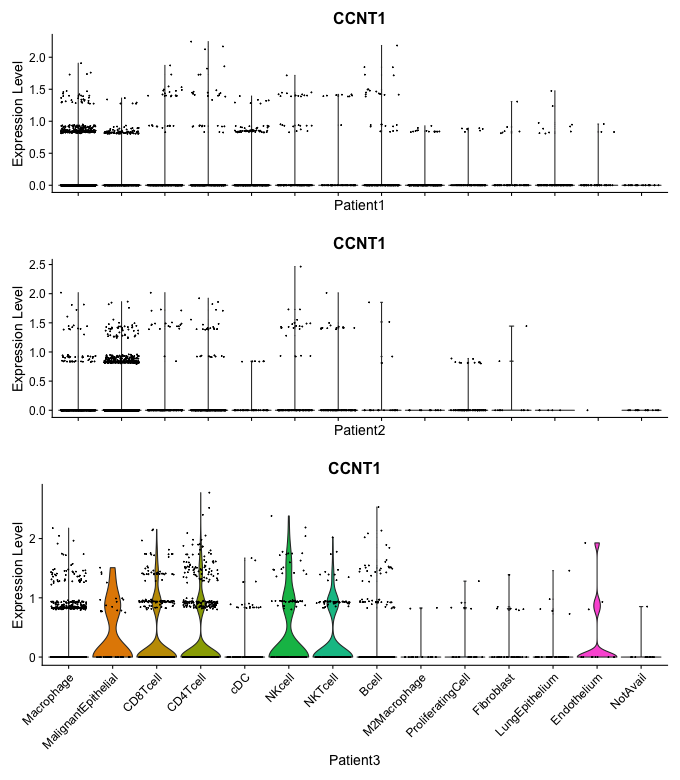 CCNT1
Expression Level
2.0
1.5
1.0
0.5
0.0
Patient1
CCNT1
Expression Level
2.5
2.0
1.5
1.0
0.5
0.0
Patient2
CCNT1
Expression Level
2
1
0
Macrophage
MalignantEpithelial
CD8Tcell
CD4Tcell
cDC
NKcell
NKTcell
Bcell
M2Macrophage
ProliferatingCell
Fibroblast
LungEpithelium
Endothelium
NotAvail
Patient3